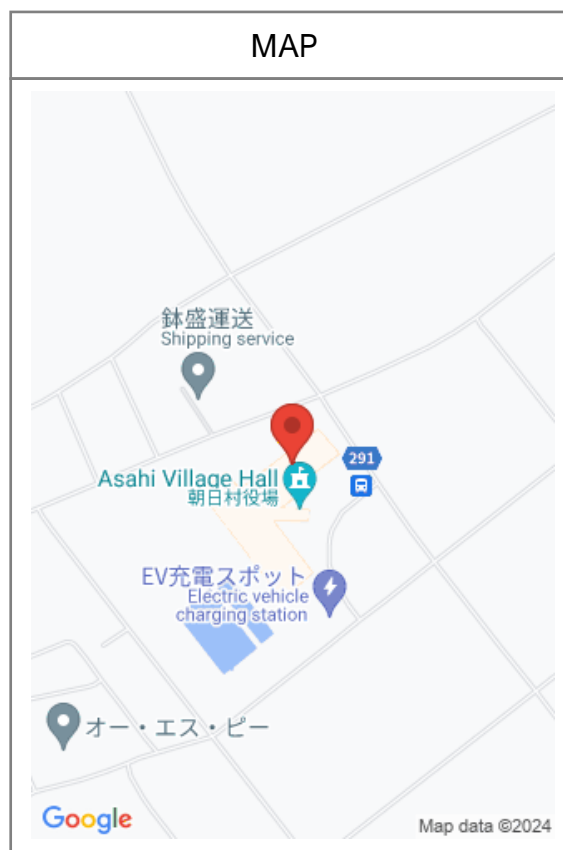 MAP
鉢盛運送
Shipping service
291
Asahi Village Hall
朝日村役場
EV充電スポット
Electric vehicle
charging station
オー・エス・ピー
Google
Map data ©2024